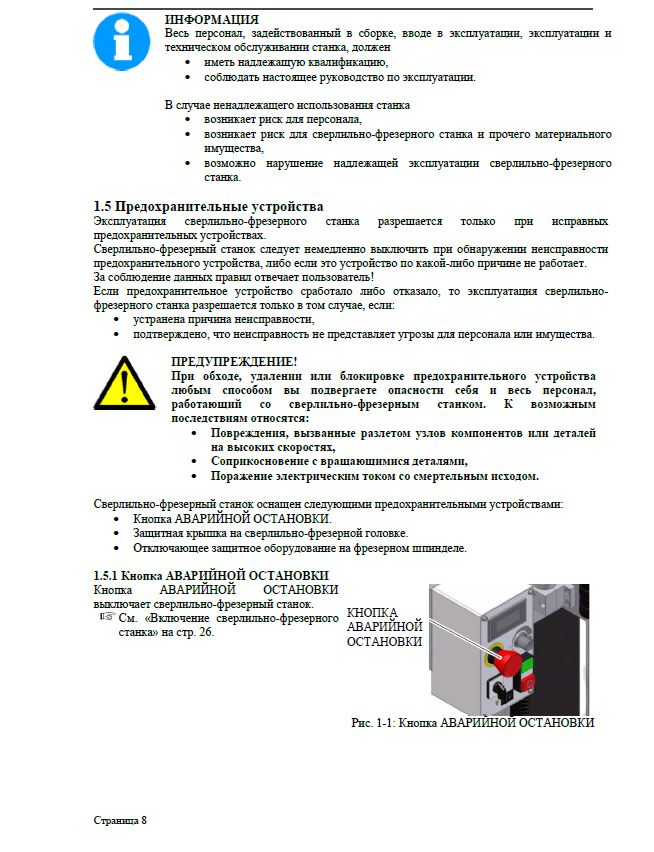 ИНФОРМАЦИЯ
Весь персонал, задействованный в сборке, вводе в эксплуатации, эксплуатации и
техническом обслуживании станка, должен
• иметь надлежащую квалификацию,
• соблюдать настоящее руководство по эксплуатации.
В случае ненадлежащего использования станка
• возникает риск для персонала,
• возникает риск для сверлильно-фрезерного станка и прочего материального
имущества,
• возможно нарушение надлежащей эксплуатации сверлильно-фрезерного
станка.
1.5 Предохранительные устройства
Эксплуатация сверлильно-фрезерного станка разрешается только при исправных
предохранительных устройствах.
Сверлильно-фрезерный станок следует немедленно выключить при обнаружении неисправности
предохранительного устройства, либо если это устройство по какой-либо причине не работает.
За соблюдение данных правил отвечает пользователь!
Если предохранительное устройство сработало либо отказало, то эксплуатация сверлильно-
фрезерного станка разрешается только в том случае, если:
• устранена причина неисправности,
• подтверждено, что неисправность не представляет угрозы для персонала или имущества.
ПРЕДУПРЕЖДЕНИЕ!
При обходе, удалении или блокировке предохранительного устройства
любым способом вы подвергаете опасности себя и весь персонал,
работающий со сверлильно-фрезерным станком. К возможным
последствиям относятся:
• Повреждения, вызванные разлетом узлов компонентов или деталей
на высоких скоростях,
• Соприкосновение с вращающимися деталями,
• Поражение электрическим током со смертельным исходом.
Сверлильно-фрезерный станок оснащен следующими предохранительными устройствами:
• Кнопка АВАРИЙНОЙ ОСТАНОВКИ.
• Защитная крышка на сверлильно-фрезерной головке.
• Отключающее защитное оборудование на фрезерном шпинделе.
1.5.1 Кнопка АВАРИЙНОЙ ОСТАНОВКИ
Кнопка АВАРИЙНОЙ ОСТАНОВКИ
выключает сверлильно-фрезерный станок.
☞ См. «Включение сверлильно-фрезерного
станка» на стр. 26.
КНОПКА
АВАРИЙНОЙ
ОСТАНОВКИ
Рис. 1-1: Кнопка АВАРИЙНОЙ ОСТАНОВКИ
Страница 8